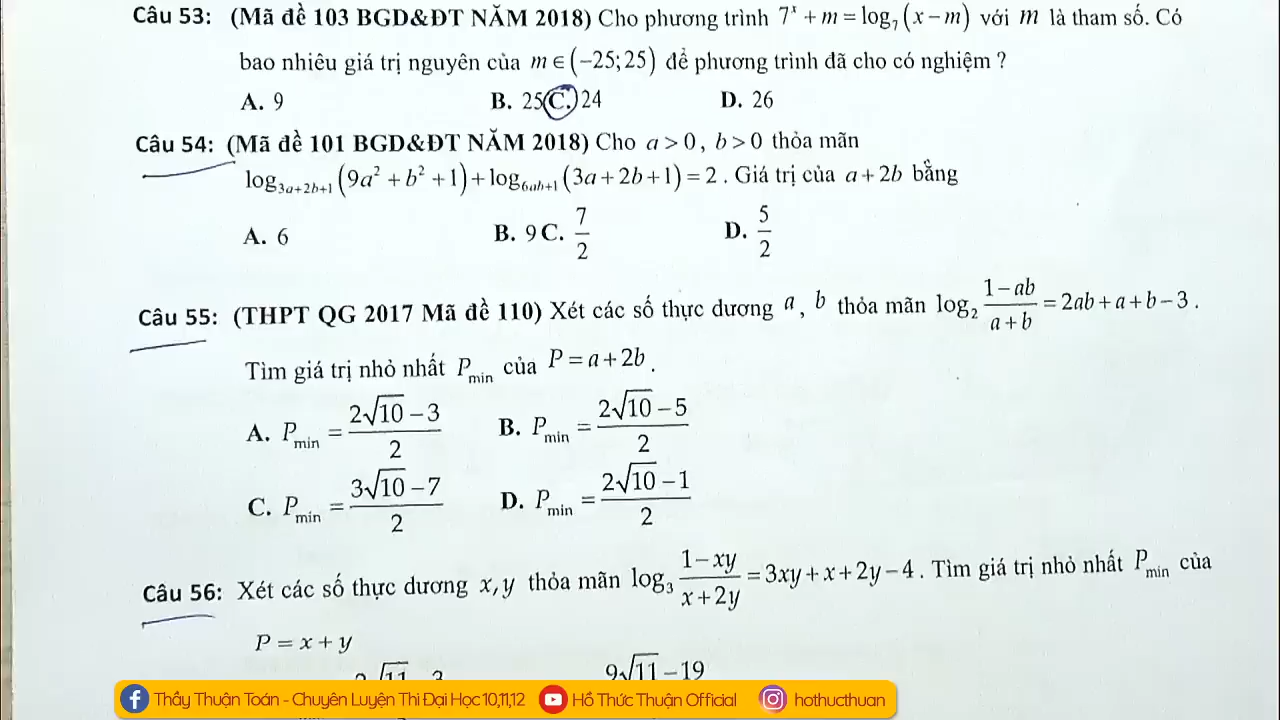 Câu 53: (Mã đề 103 BGD&ĐT NĂM 2018) Cho phương trình 7^x + m = log_7 (x − m) với m là tham số. Có
bao nhiêu giá trị nguyên của m ∈ (−25; 25) để phương trình đã cho có nghiệm ?
A. 9 B. 25 C. 24 D. 26
Câu 54: (Mã đề 101 BGD&ĐT NĂM 2018) Cho a > 0, b > 0 thỏa mãn
log_{3a+2b+1} (9a² + b² + 1) + log_{6ab+1} (3a + 2b + 1) = 2. Giá trị của a + 2b bằng
A. 6 B. 9 C. 7/2 D. 5/2
Câu 55: (THPT QG 2017 Mã đề 110) Xét các số thực dương a, b thỏa mãn log_2 (1 − ab)/(a + b) = 2ab + a + b − 3.
Tìm giá trị nhỏ nhất P_min của P = a + 2b.
A. P_min = (2√10 − 3)/2 B. P_min = (2√10 − 5)/2
C. P_min = (3√10 − 7)/2 D. P_min = (2√10 − 1)/2
Câu 56: Xét các số thực dương x, y thỏa mãn log_3 (1 − xy)/(x + 2y) = 3xy + x + 2y − 4. Tìm giá trị nhỏ nhất P_min của
P = x + y
9√11 − 19
Thầy Thuận Toán - Chuyên Luyện Thi Đại Học 10,11,12 Hồ Thức Thuận Official hothucthuan